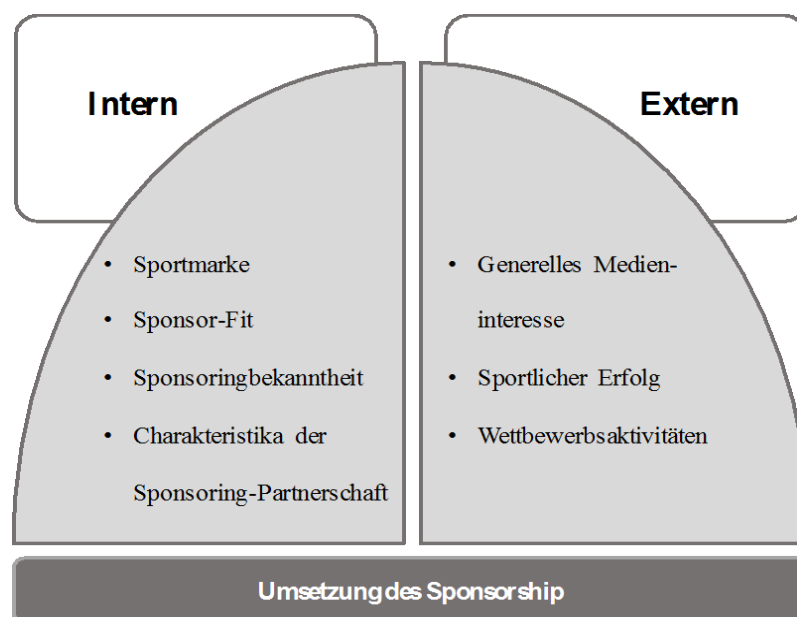 Intern
• Sportmarke
• Sponsor-Fit
• Sponsoringbekanntheit
• Charakteristika der
Sponsoring-Partnerschaft
Extern
• Generelles Medien-
interesse
• Sportlicher Erfolg
• Wettbewerbsaktivitäten
Umsetzung des Sponsorship